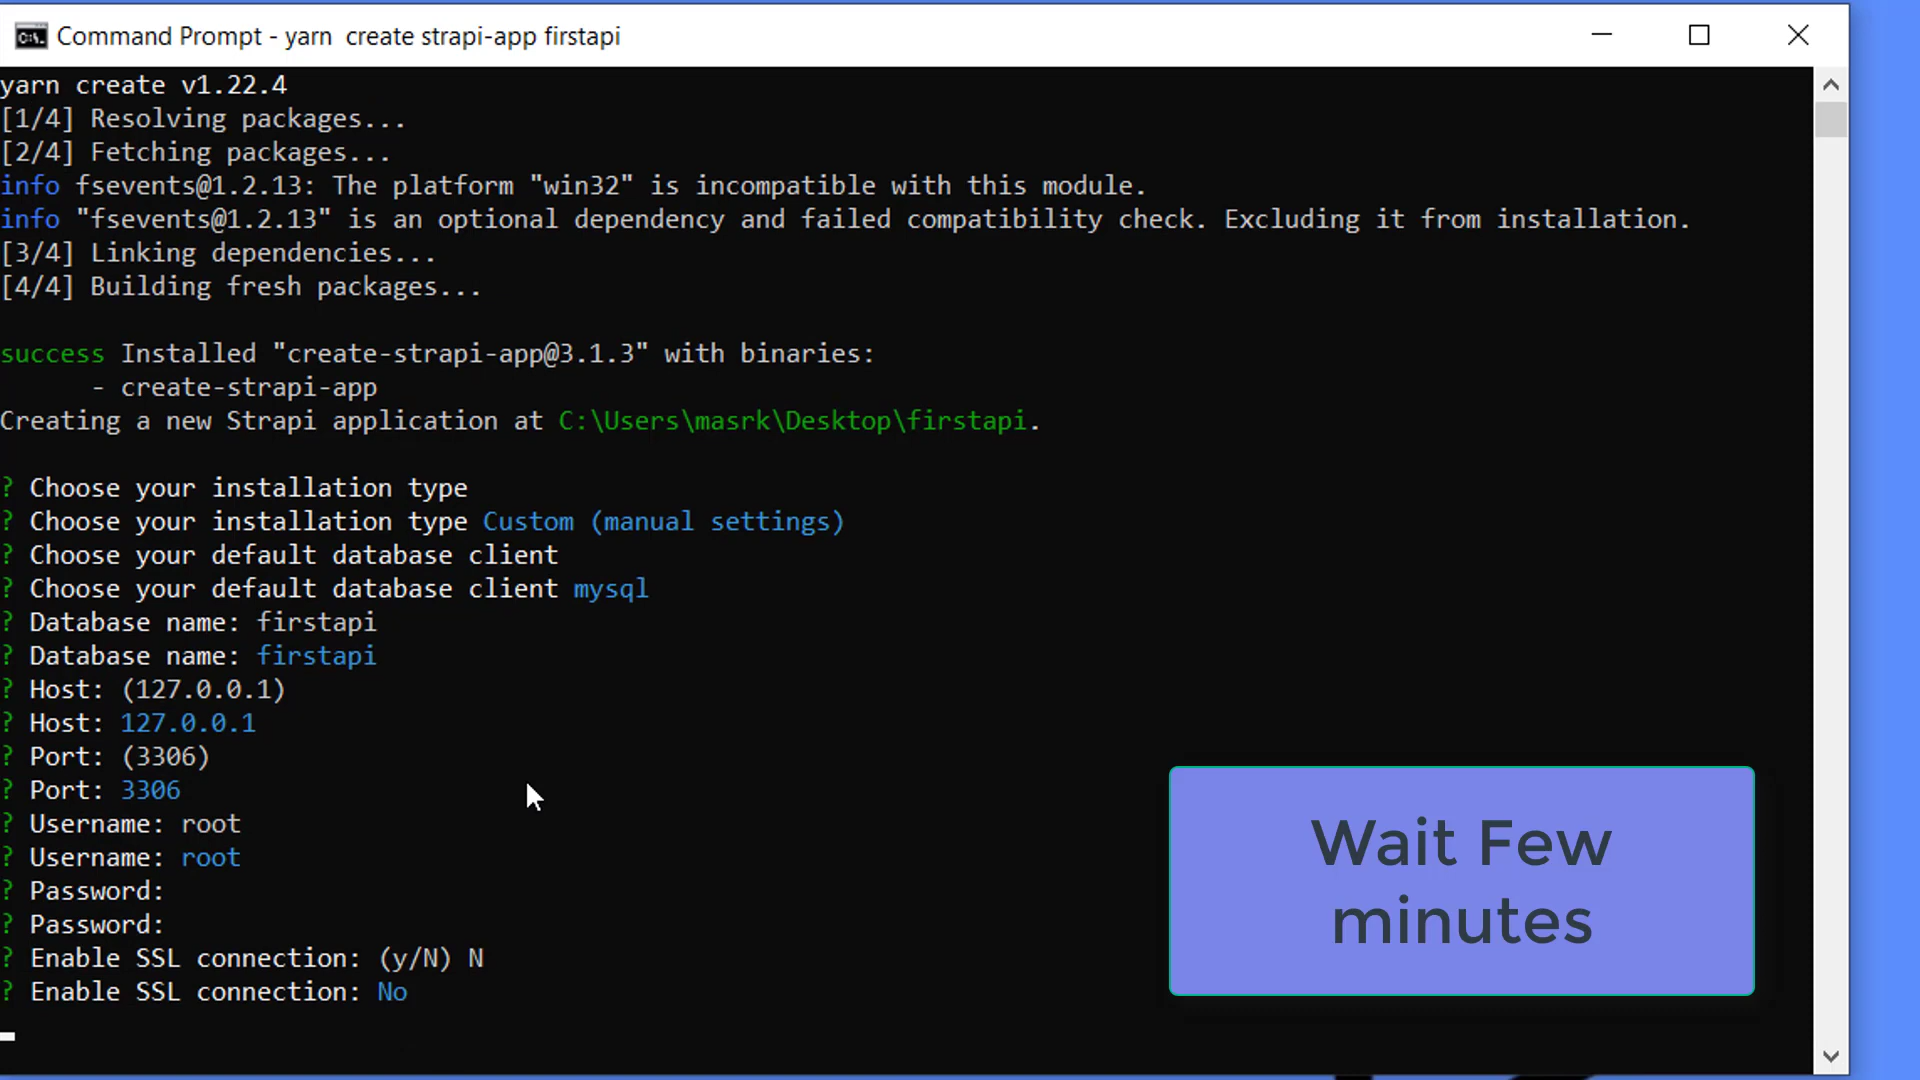 Command Prompt - yarn  create strapi-app firstapi
yarn create v1.22.4
[1/4] Resolving packages...
[2/4] Fetching packages...
info fsevents@1.2.13: The platform "win32" is incompatible with this module.
info "fsevents@1.2.13" is an optional dependency and failed compatibility check. Excluding it from installation.
[3/4] Linking dependencies...
[4/4] Building fresh packages...
success Installed "create-strapi-app@3.1.3" with binaries:
      - create-strapi-app
Creating a new Strapi application at C:\Users\masrk\Desktop\firstapi.
? Choose your installation type
? Choose your installation type Custom (manual settings)
? Choose your default database client
? Choose your default database client mysql
? Database name: firstapi
? Database name: firstapi
? Host: (127.0.0.1)
? Host: 127.0.0.1
? Port: (3306)
? Port: 3306
? Username: root
? Username: root
? Password:
? Password:
? Enable SSL connection: (y/N) N
? Enable SSL connection: No
Wait Few
minutes